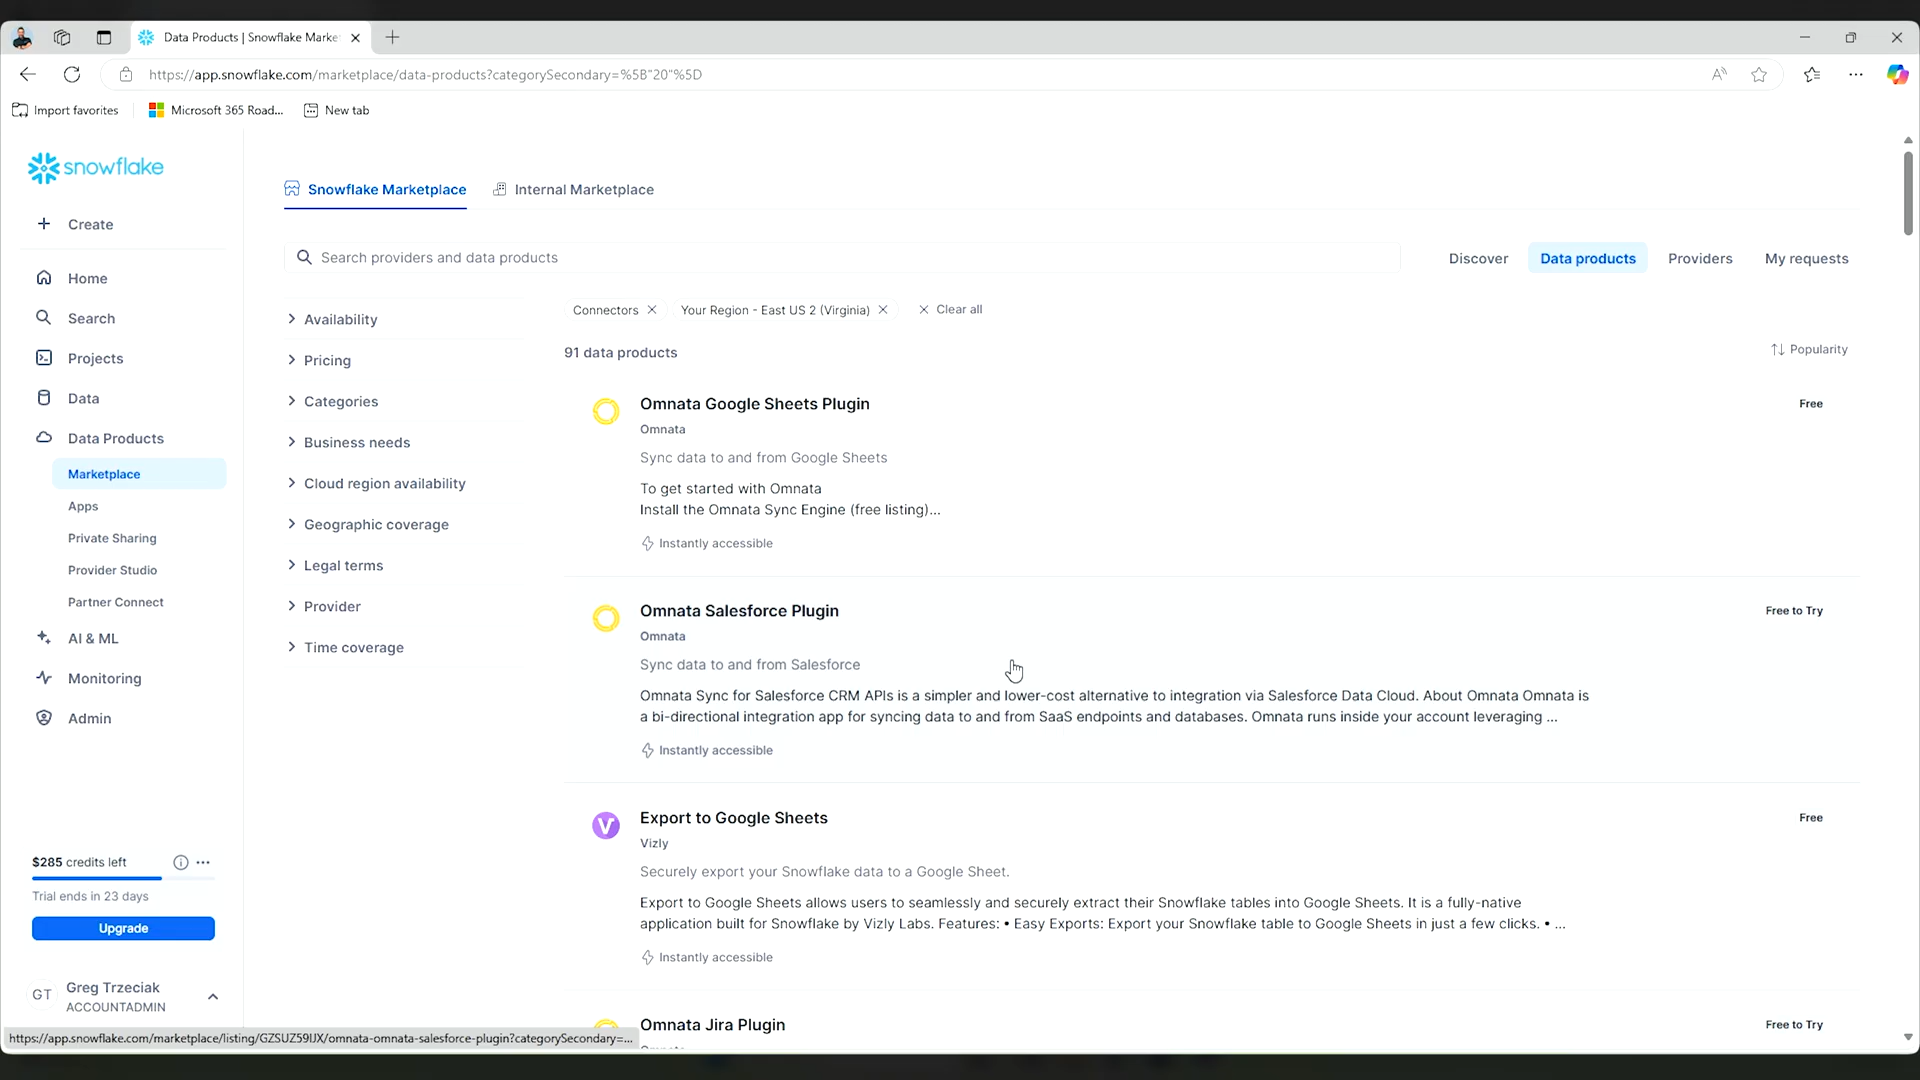 Data Products | Snowflake Marke
https://app.snowflake.com/marketplace/data-products?categorySecondary=%5B"20"%5D
Import favorites
Microsoft 365 Road...
New tab
snowflake
Create
Home
Search
Projects
Data
Data Products
Marketplace
Apps
Private Sharing
Provider Studio
Partner Connect
AI & ML
Monitoring
Admin
$285 credits left
Trial ends in 23 days
Upgrade
GT
Greg Trzeciak
ACCOUNTADMIN
Snowflake Marketplace
Internal Marketplace
Search providers and data products
Discover
Data products
Providers
My requests
Availability
Pricing
Categories
Business needs
Cloud region availability
Geographic coverage
Legal terms
Provider
Time coverage
Connectors
Your Region - East US 2 (Virginia)
Clear all
91 data products
Popularity
Omnata Google Sheets Plugin
Free
Omnata
Sync data to and from Google Sheets
To get started with Omnata
Install the Omnata Sync Engine (free listing)...
Instantly accessible
Omnata Salesforce Plugin
Free to Try
Omnata
Sync data to and from Salesforce
Omnata Sync for Salesforce CRM APIs is a simpler and lower-cost alternative to integration via Salesforce Data Cloud. About Omnata Omnata is
a bi-directional integration app for syncing data to and from SaaS endpoints and databases. Omnata runs inside your account leveraging ...
Instantly accessible
Export to Google Sheets
Free
Vizly
Securely export your Snowflake data to a Google Sheet.
Export to Google Sheets allows users to seamlessly and securely extract their Snowflake tables into Google Sheets. It is a fully-native
application built for Snowflake by Vizly Labs. Features: • Easy Exports: Export your Snowflake table to Google Sheets in just a few clicks. • ...
Instantly accessible
Omnata Jira Plugin
Free to Try
https://app.snowflake.com/marketplace/listing/GZSUZ59IJX/omnata-omnata-salesforce-plugin?categorySecondary=...